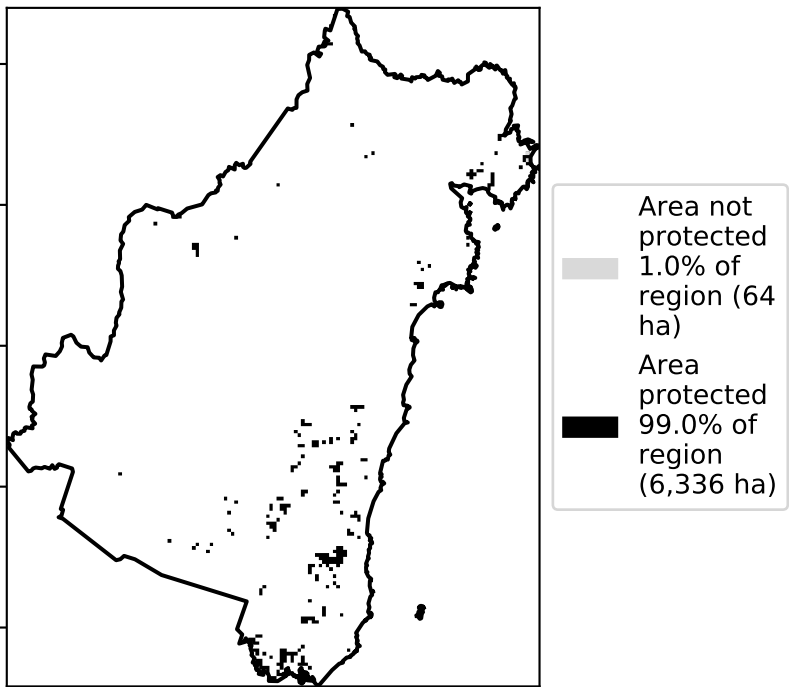 Area not
protected
1.0% of
region (64
ha)
Area
protected
99.0% of
region
(6,336 ha)